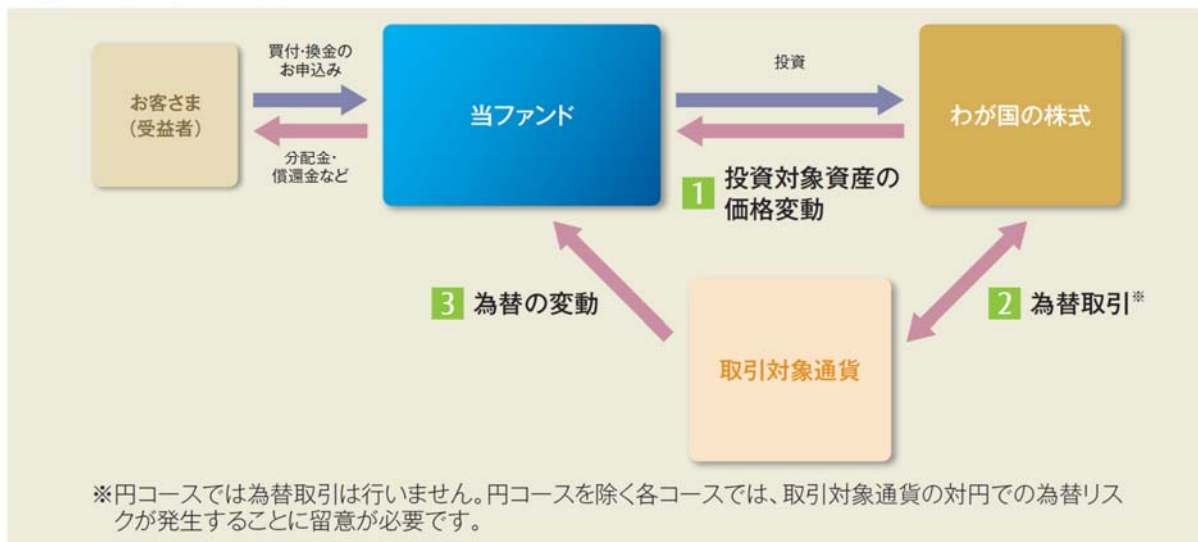 お客さま
(受益者)
買付・換金の
お申込み
分配金・
償還金など
当ファンド
投資
わが国の株式
1 投資対象資産の
価格変動
3 為替の変動
2 為替取引※
取引対象通貨
※円コースでは為替取引は行いません。円コースを除く各コースでは、取引対象通貨の対円での為替リス
クが発生することに留意が必要です。